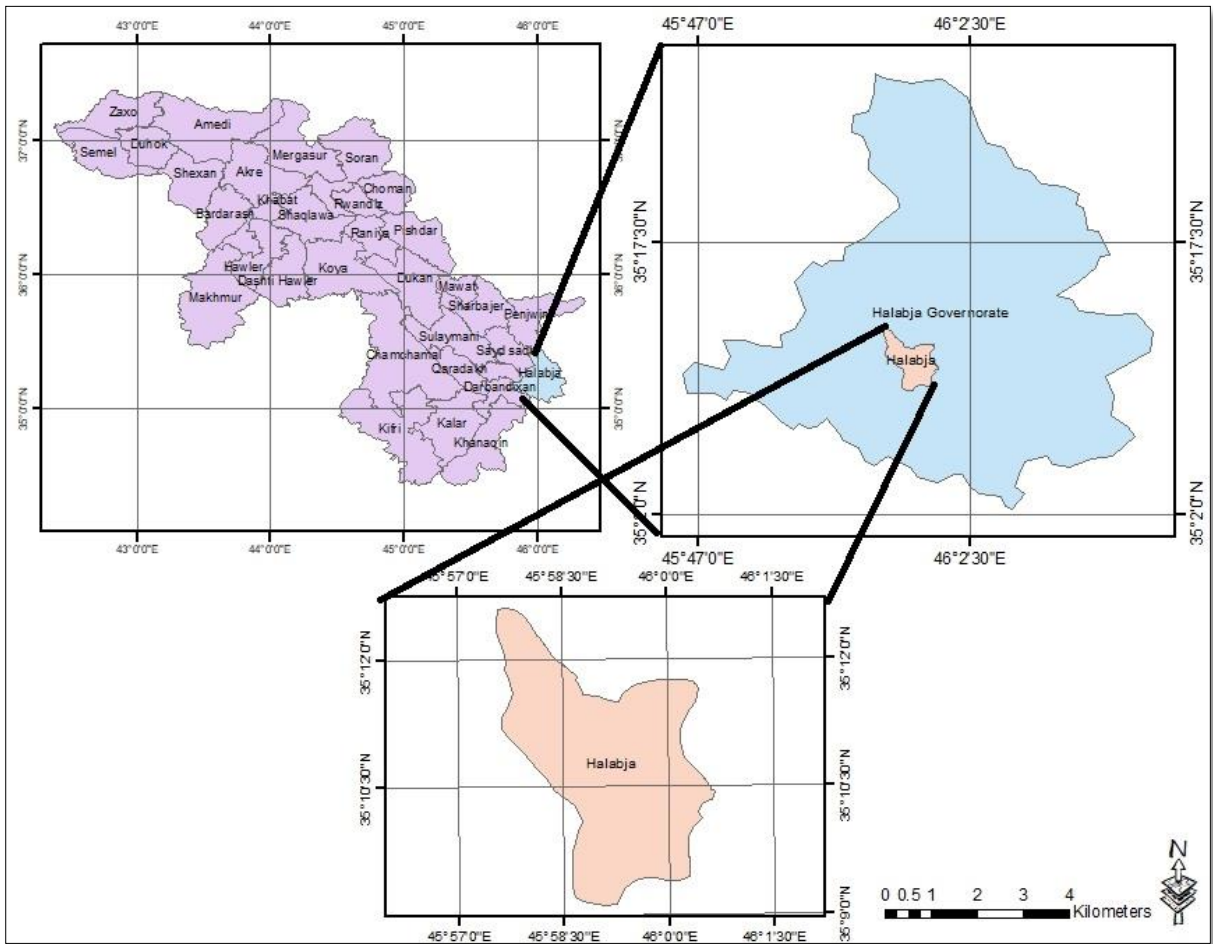 43°0'0"E 44°0'0"E 45°0'0"E 46°0'0"E
37°0'0"N
36°0'0"N
35°0'0"N
Zaxo
Amedi
Duhok
Semel
Mergasur
Soran
Shexan
Akre
Choman
Khabat
Rwandz
Bardarash
Shaqlawa
Raniya
Pishdar
Hawler
Koya
Dashti Hawler
Dukan
Mawat
Makhmur
Sharbajer
Penjwin
Sulaymani
Chamchamal
Sayd sadk
Qaradakh
Halabja
Darbandixan
Kifri
Kalar
Khanaqin
36°0'0"N
35°0'0"N
43°0'0"E 44°0'0"E 45°0'0"E 46°0'0"E
45°47'0"E 46°2'30"E
35°17'30"N
35°17'30"N
Halabja Governorate
Halabja
35°2'0"N
35°2'0"N
45°47'0"E 46°2'30"E
45°57'0"E 45°58'30"E 46°0'0"E 46°1'30"E
35°12'0"N
35°12'0"N
Halabja
35°10'30"N
35°10'30"N
35°9'0"N
45°57'0"E 45°58'30"E 46°0'0"E 46°1'30"E
N
0 0.5 1 2 3 4
Kilometers